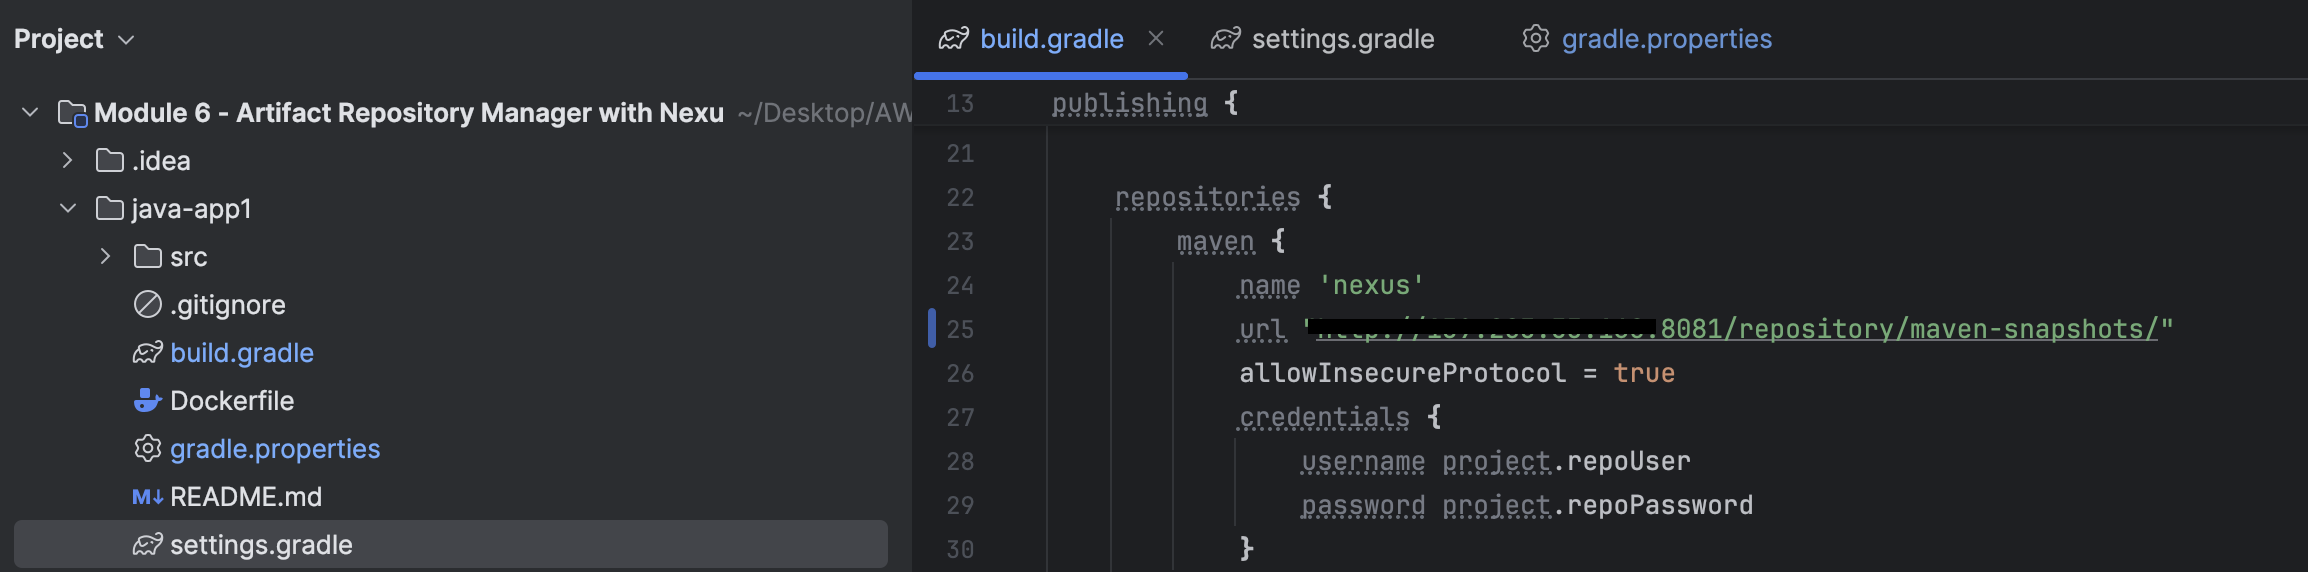 Project
Module 6 - Artifact Repository Manager with Nexu ~/Desktop/AW
.idea
java-app1
src
.gitignore
build.gradle
Dockerfile
gradle.properties
README.md
settings.gradle
build.gradle settings.gradle gradle.properties
13 publishing {
21
22 repositories {
23 maven {
24 name 'nexus'
25 url ":8081/repository/maven-snapshots/"
26 allowInsecureProtocol = true
27 credentials {
28 username project.repoUser
29 password project.repoPassword
30 }